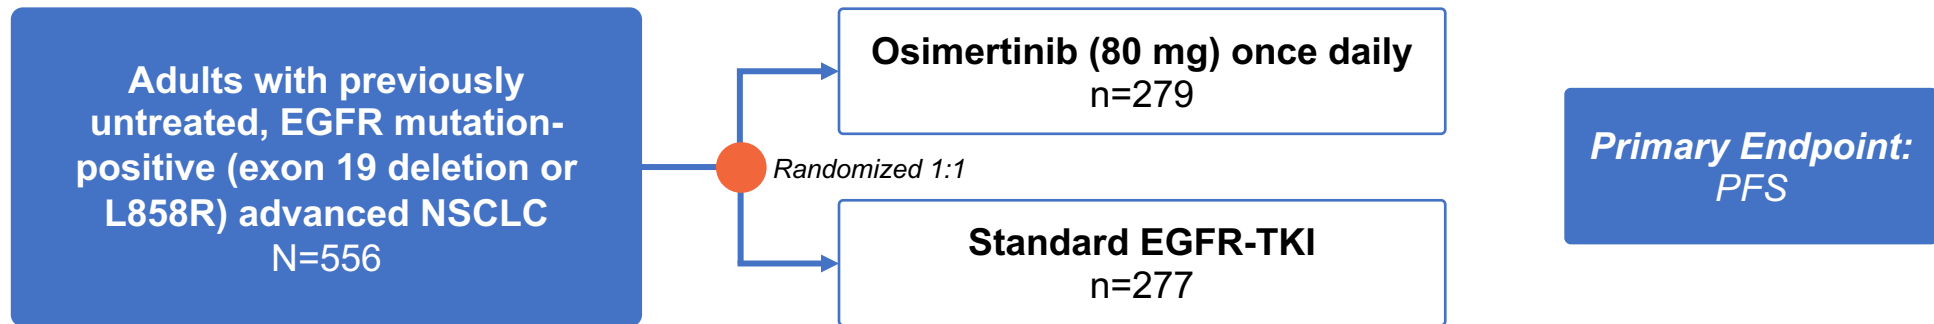 Adults with previously
untreated, EGFR mutation-
positive (exon 19 deletion or
L858R) advanced NSCLC
N=556
Randomized 1:1
Osimertinib (80 mg) once daily
n=279
Standard EGFR-TKI
n=277
Primary Endpoint:
PFS